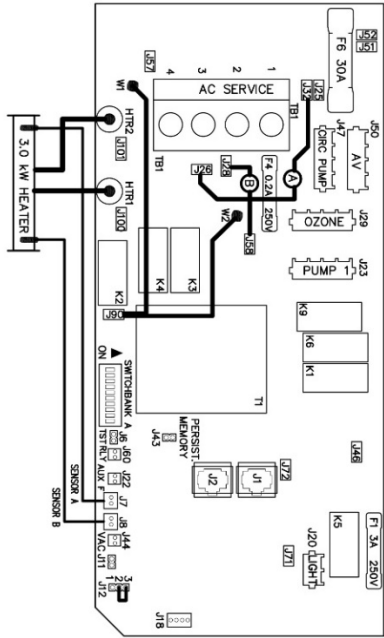 F6 30A
J52
J51
J57
4
3
2
1
AC SERVICE
TB1
TB1
J25
J32
J47
CIRC PUMP
J50
AV
W1
HTR2
J101
J26
J28
B
F4 0.2A 250V
A
J29
OZONE
3.0 kW HEATER
HTR1
J100
W2
J58
J23
PUMP 1
K2
K4
K3
K9
J90
K6
K1
T1
ON
SWITCHBANK A
PERSIST.
MEMORY
J43
J46
J6
TST RLY
J60
J22
AUX F
J72
J2
J1
SENSOR A
SENSOR B
J7
J8
J44
VAC
J11
K5
F1 3A 250V
J20
LIGHT
J71
1
2
3
J12
J18